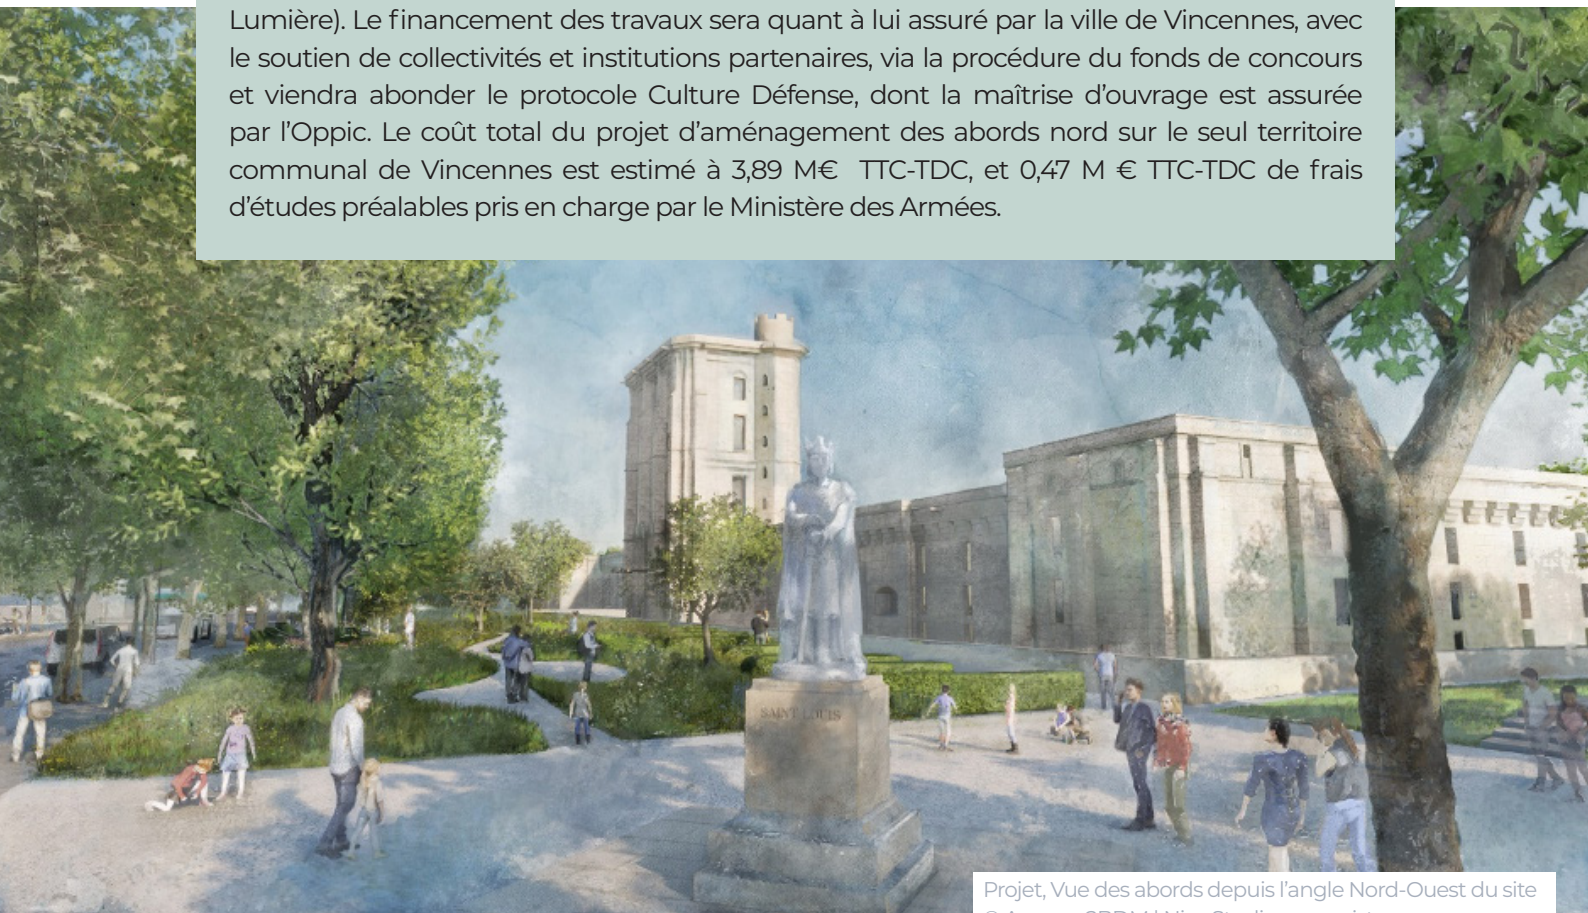 Lumière). Le financement des travaux sera quant à lui assuré par la ville de Vincennes, avec
le soutien de collectivités et institutions partenaires, via la procédure du fonds de concours
et viendra abonder le protocole Culture Défense, dont la maîtrise d’ouvrage est assurée
par l’Oppic. Le coût total du projet d’aménagement des abords nord sur le seul territoire
communal de Vincennes est estimé à 3,89 M€  TTC-TDC, et 0,47 M € TTC-TDC de frais
d’études préalables pris en charge par le Ministère des Armées.
SAINT LOUIS
Projet, Vue des abords depuis l’angle Nord-Ouest du site